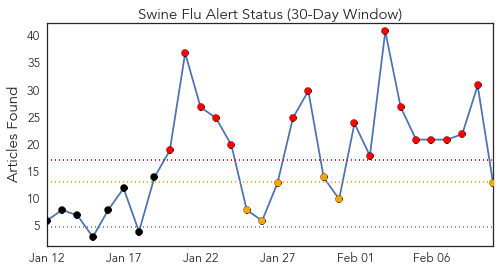 Swine Flu Alert Status (30-Day Window)
Articles Found
40
35
30
25
20
15
10
5
Jan 12 Jan 17 Jan 22 Jan 27 Feb 01 Feb 06